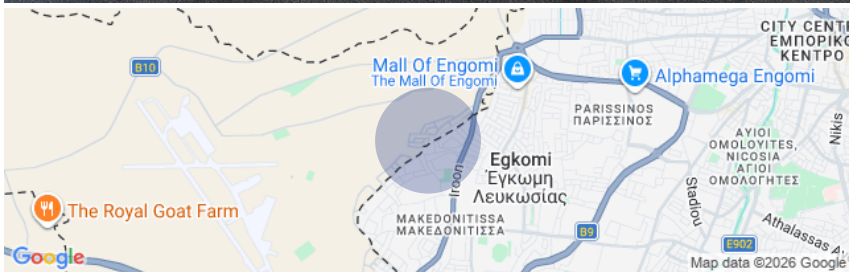 CITY CENT
ΕΜΠΟΡΙΚΟ
ΚΕΝΤΡΟ
B10
Mall Of Engomi
The Mall Of Engomi
Alphamega Engomi
PARISSINOS
ΠΑΡΙΣΣΙΝΟΣ
ΑΥΙΟΙ
OMOLOYITES,
NICOSIA
ΑΓΙΟΙ
ΟΜΟΛΟΓΗΤΕΣ
Nikis
Egkomi
Έγκωμη
Λευκωσίας
Iroon
Stadiou
The Royal Goat Farm
MAKEDONITISSA
ΜΑΚΕΔΟΝΙΤΙΣΣΑ
B9
Athalassas A
E902
Google
Map data ©2026 Google